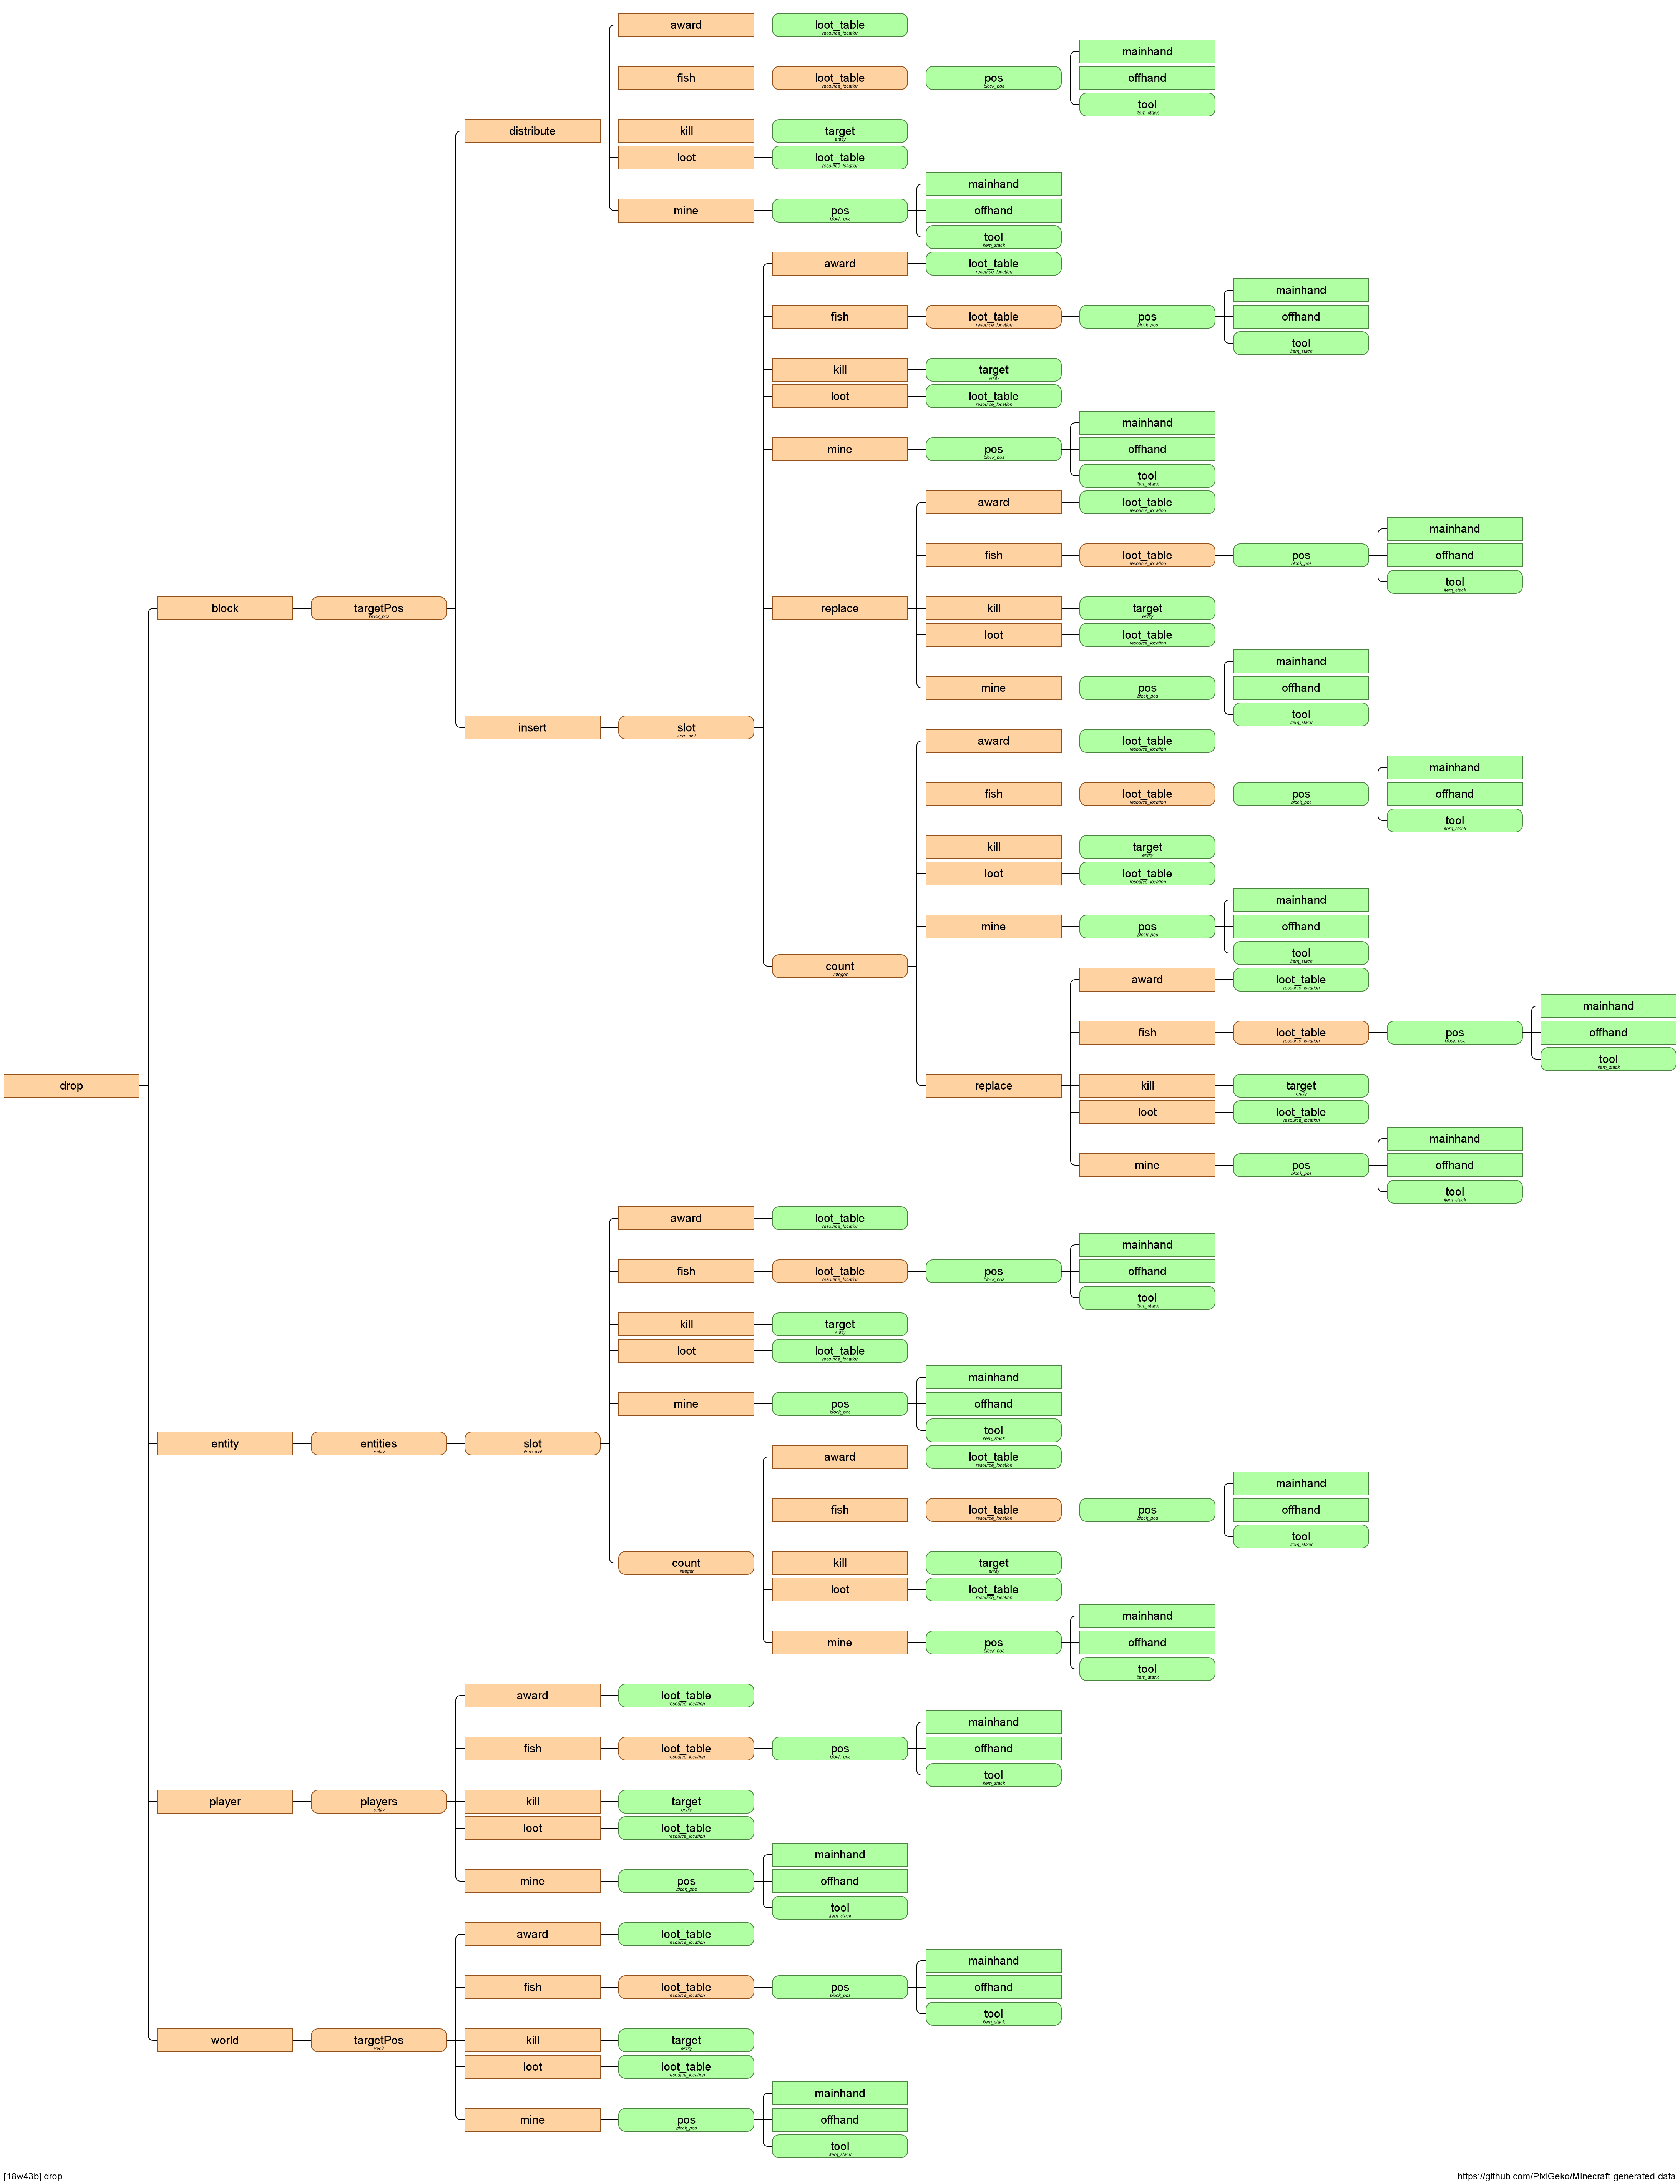 award
loot_table
resource_location
mainhand
fish
loot_table
resource_location
pos
block_pos
offhand
tool
item_stack
distribute
kill
target
entity
loot
loot_table
resource_location
mainhand
mine
pos
block_pos
offhand
tool
item_stack
award
loot_table
resource_location
mainhand
fish
loot_table
resource_location
pos
block_pos
offhand
tool
item_stack
kill
target
entity
loot
loot_table
resource_location
mainhand
mine
pos
block_pos
offhand
tool
item_stack
award
loot_table
resource_location
mainhand
fish
loot_table
resource_location
pos
block_pos
offhand
tool
item_stack
block
targetPos
block_pos
replace
kill
target
entity
loot
loot_table
resource_location
mainhand
mine
pos
block_pos
offhand
tool
item_stack
insert
slot
item_slot
award
loot_table
resource_location
mainhand
fish
loot_table
resource_location
pos
block_pos
offhand
tool
item_stack
kill
target
entity
loot
loot_table
resource_location
mainhand
mine
pos
block_pos
offhand
tool
item_stack
count
integer
award
loot_table
resource_location
mainhand
fish
loot_table
resource_location
pos
block_pos
offhand
tool
item_stack
drop
replace
kill
target
entity
loot
loot_table
resource_location
mainhand
mine
pos
block_pos
offhand
tool
item_stack
award
loot_table
resource_location
mainhand
fish
loot_table
resource_location
pos
block_pos
offhand
tool
item_stack
kill
target
entity
loot
loot_table
resource_location
mainhand
mine
pos
block_pos
offhand
tool
item_stack
entity
entities
entity
slot
item_slot
award
loot_table
resource_location
mainhand
fish
loot_table
resource_location
pos
block_pos
offhand
tool
item_stack
count
integer
kill
target
entity
loot
loot_table
resource_location
mainhand
mine
pos
block_pos
offhand
tool
item_stack
award
loot_table
resource_location
mainhand
fish
loot_table
resource_location
pos
block_pos
offhand
tool
item_stack
player
players
entity
kill
target
entity
loot
loot_table
resource_location
mainhand
mine
pos
block_pos
offhand
tool
item_stack
award
loot_table
resource_location
mainhand
fish
loot_table
resource_location
pos
block_pos
offhand
tool
item_stack
world
targetPos
vec3
kill
target
entity
loot
loot_table
resource_location
mainhand
mine
pos
block_pos
offhand
tool
item_stack
[18w43b] drop
https://github.com/PixiGeko/Minecraft-generated-data